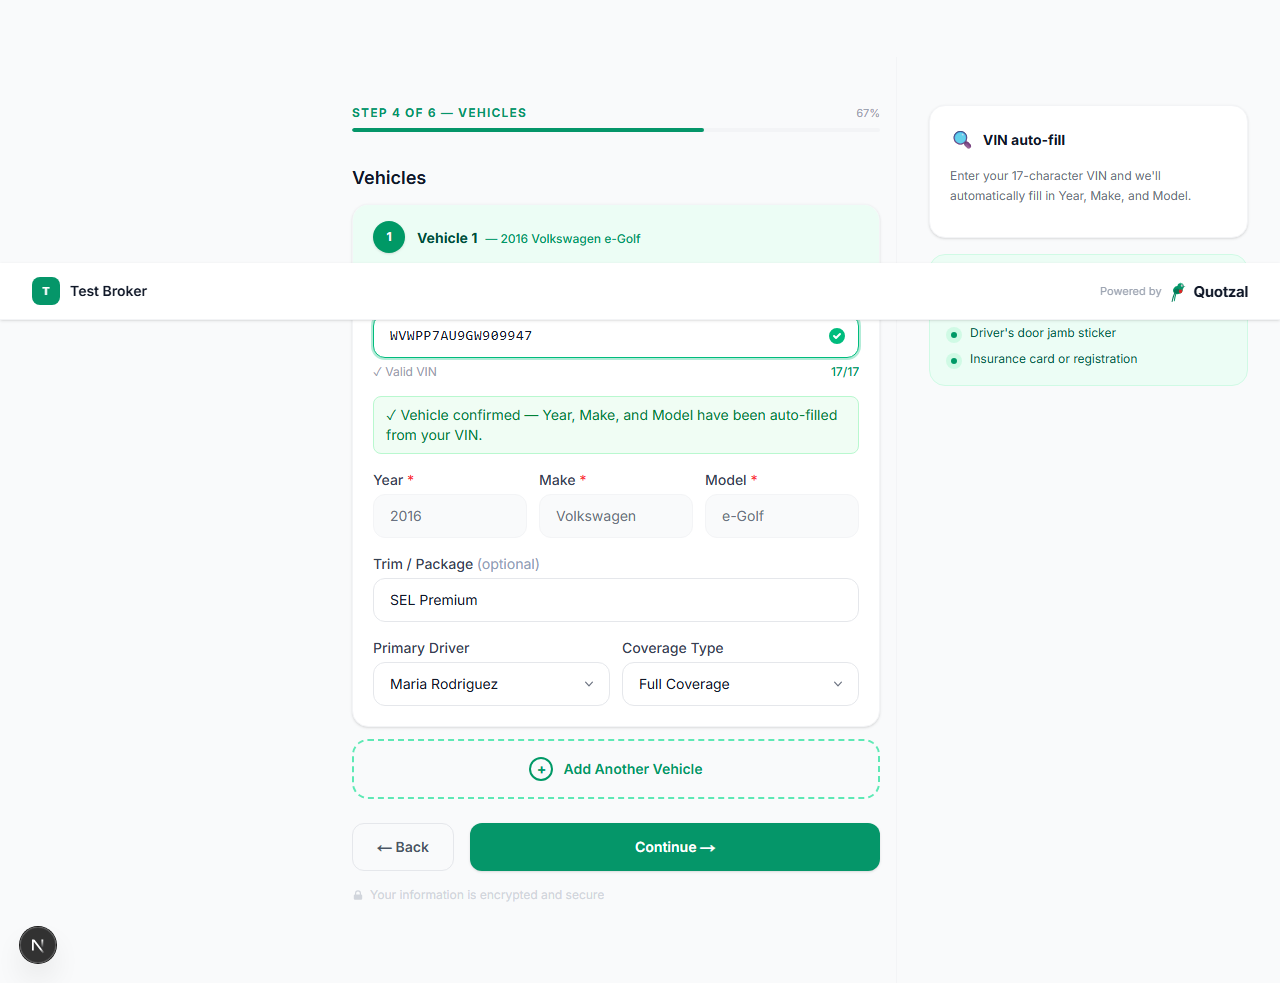 STEP 4 OF 6 — VEHICLES
67%
Vehicles
1
Vehicle 1 — 2016 Volkswagen e-Golf
T
Test Broker
Powered by
Quotzal
WVWPP7AU9GW909947
✓ Valid VIN
17/17
✓ Vehicle confirmed — Year, Make, and Model have been auto-filled
from your VIN.
Year *
Make *
Model *
2016
Volkswagen
e-Golf
Trim / Package (optional)
SEL Premium
Primary Driver
Coverage Type
Maria Rodriguez
Full Coverage
+ Add Another Vehicle
← Back
Continue →
Your information is encrypted and secure
N
VIN auto-fill
Enter your 17-character VIN and we'll
automatically fill in Year, Make, and Model.
Driver's door jamb sticker
Insurance card or registration